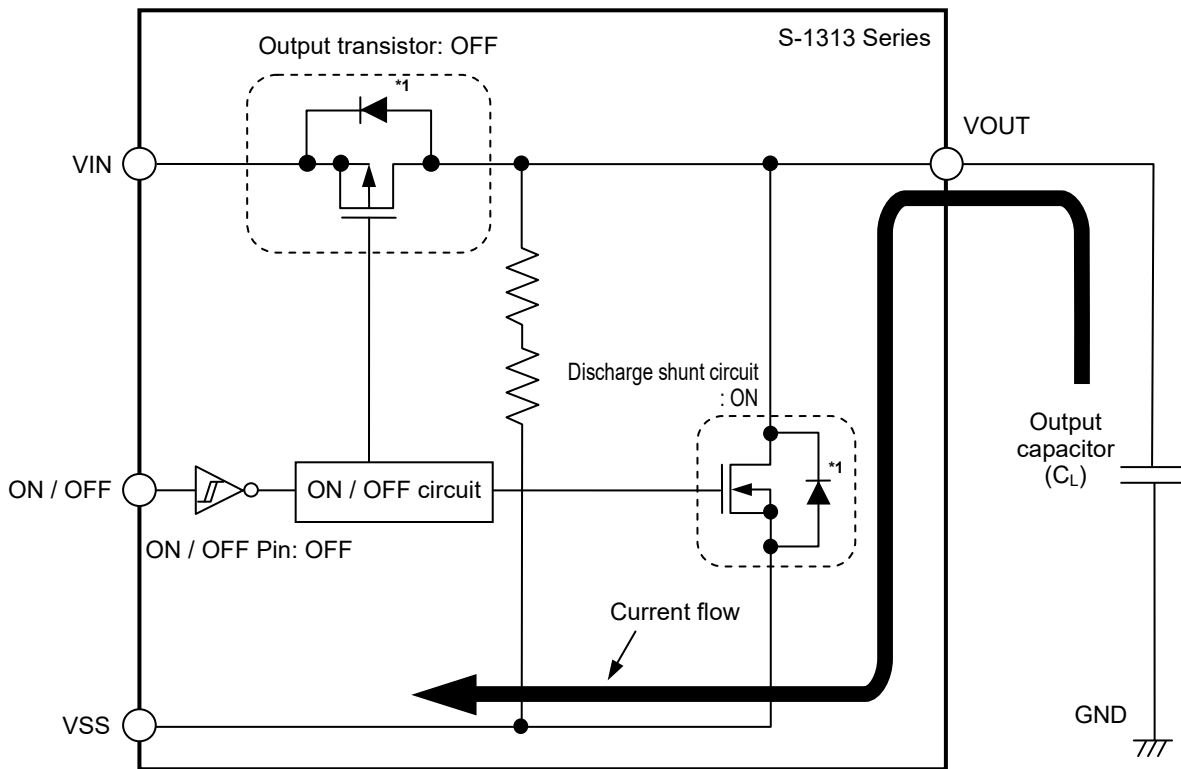 S-1313 Series
Output transistor: OFF
*1
VOUT
VIN
Discharge shunt circuit
: ON
*1
Output
capacitor
(CL)
ON / OFF
ON / OFF circuit
ON / OFF Pin: OFF
Current flow
GND
VSS